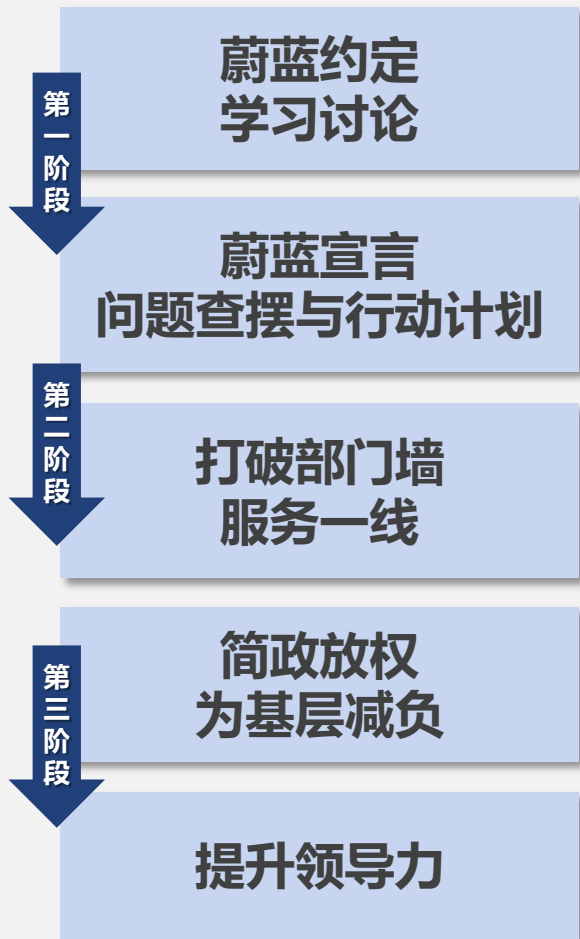 蔚蓝约定
学习讨论
第一阶段
蔚蓝宣言
问题查摆与行动计划
第二阶段
打破部门墙
服务一线
简政放权
为基层减负
第三阶段
提升领导力